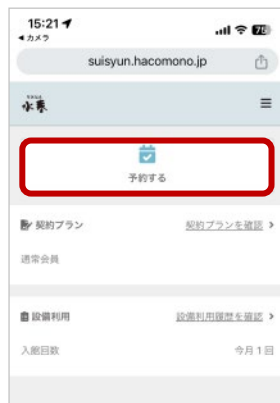 15:21
75
◀カメラ
suisyun.hacomono.jp
水春
予約する
契約プラン
契約プランを確認 >
通常会員
設備利用
設備利用履歴を確認 >
入館回数
今月1回